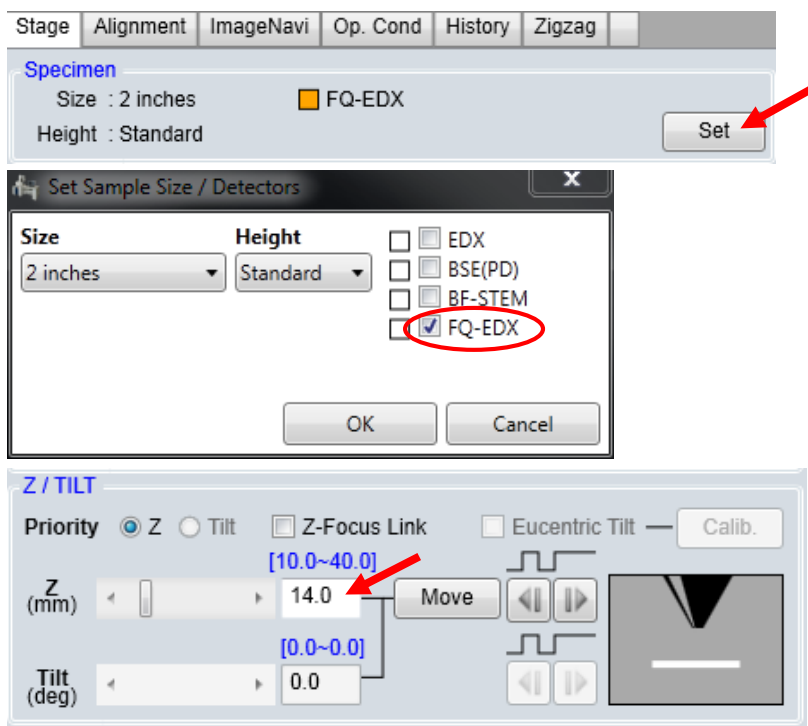 Stage Alignment ImageNavi Op. Cond History Zigzag
Specimen
Size : 2 inches FQ-EDX
Height : Standard
Set
Set Sample Size / Detectors x
Size Height EDX
2 inches Standard BSE(PD)
BF-STEM
FQ-EDX
OK Cancel
Z / TILT
Priority Z Tilt Z-Focus Link Eucentric Tilt Calib.
[10.0~40.0]
Z
(mm) 14.0 Move
[0.0~0.0]
Tilt
(deg) 0.0